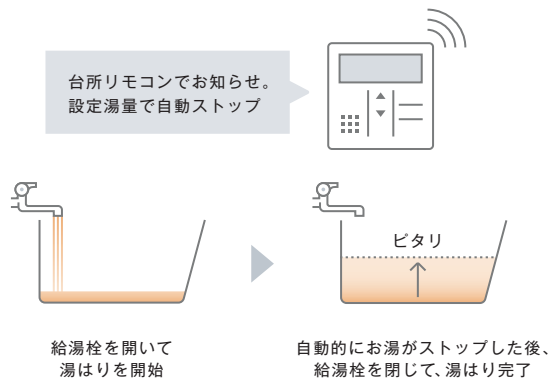 台所リモコンでお知らせ。
設定湯量で自動ストップ
ピタリ
給湯栓を開いて
湯はりを開始
自動的にお湯がストップした後、
給湯栓を閉じて、湯はり完了